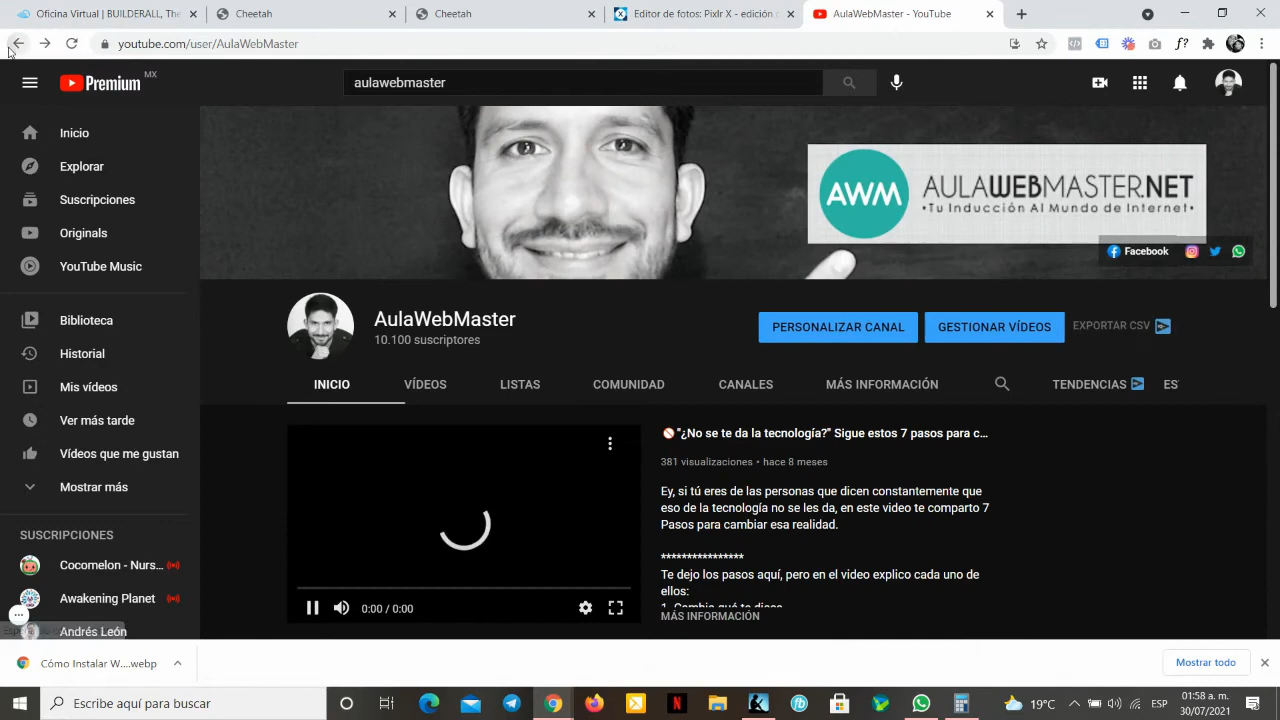 Oficina Virtual | BUILDERALL, The
Cheetah
Cheetah
Editor de fotos: Pixlr X - edición c
AulaWebMaster - YouTube
youtube.com/user/AulaWebMaster
f?
Premium MX
aulawebmaster
Inicio
Explorar
Suscripciones
Originals
YouTube Music
Biblioteca
Historial
Mis vídeos
Ver más tarde
Vídeos que me gustan
Mostrar más
SUSCRIPCIONES
Cocomelon - Nurs...
Awakening Planet
Andrés León
AWM AULAWEBMASTER.NET
•Tu Inducción Al Mundo de Internet•
Facebook
AulaWebMaster
10.100 suscriptores
PERSONALIZAR CANAL
GESTIONAR VÍDEOS
EXPORTAR CSV
INICIO
VÍDEOS
LISTAS
COMUNIDAD
CANALES
MÁS INFORMACIÓN
TENDENCIAS
ES
0:00 / 0:00
"¿No se te da la tecnología?" Sigue estos 7 pasos para c...
381 visualizaciones • hace 8 meses
Ey, si tú eres de las personas que dicen constantemente que
eso de la tecnología no se les da, en este video te comparto 7
Pasos para cambiar esa realidad.
****************
Te dejo los pasos aquí, pero en el video explico cada uno de
ellos:
MÁS INFORMACIÓN
Cómo Instalar W....webp
Mostrar todo
Escribe aquí para buscar
19°C
ESP
01:58 a. m.
30/07/2021